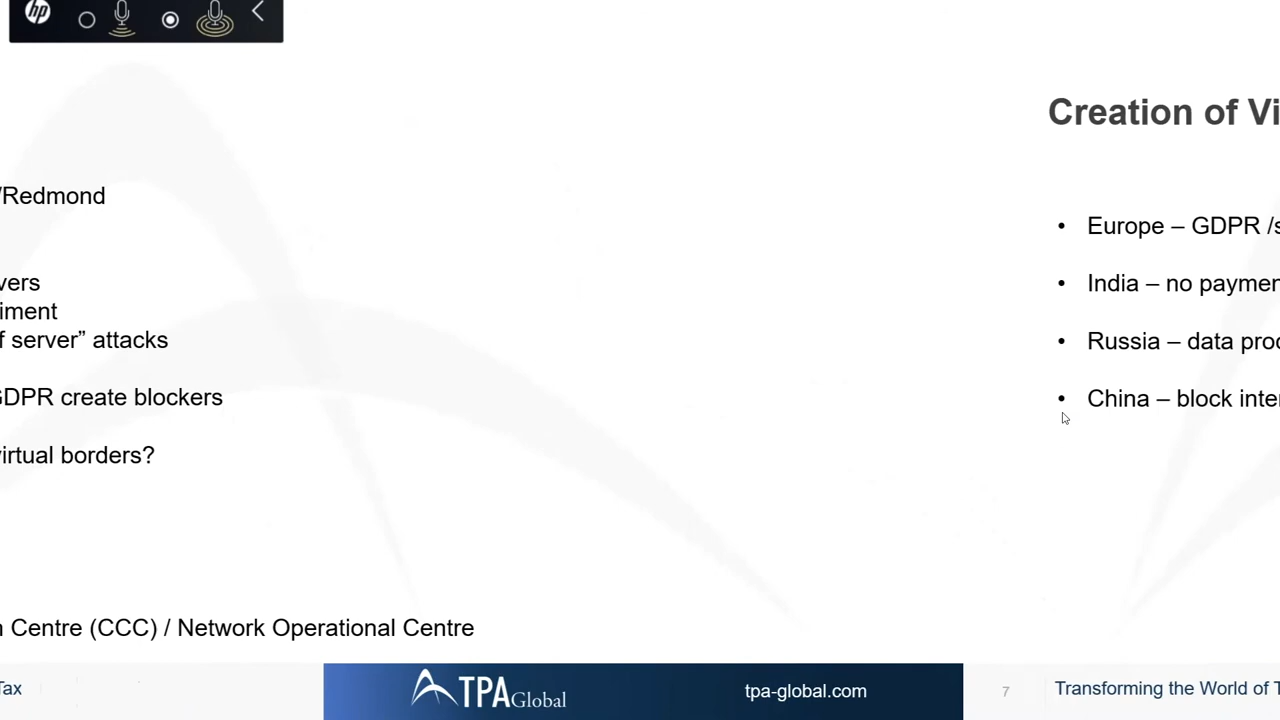 hp
/Redmond
vers
iment
f server” attacks
GDPR create blockers
virtual borders?
n Centre (CCC) / Network Operational Centre
Tax
TPA Global
tpa-global.com
Creation of Vi
• Europe – GDPR /s
• India – no paymen
• Russia – data proc
• China – block inter
7
Transforming the World of T